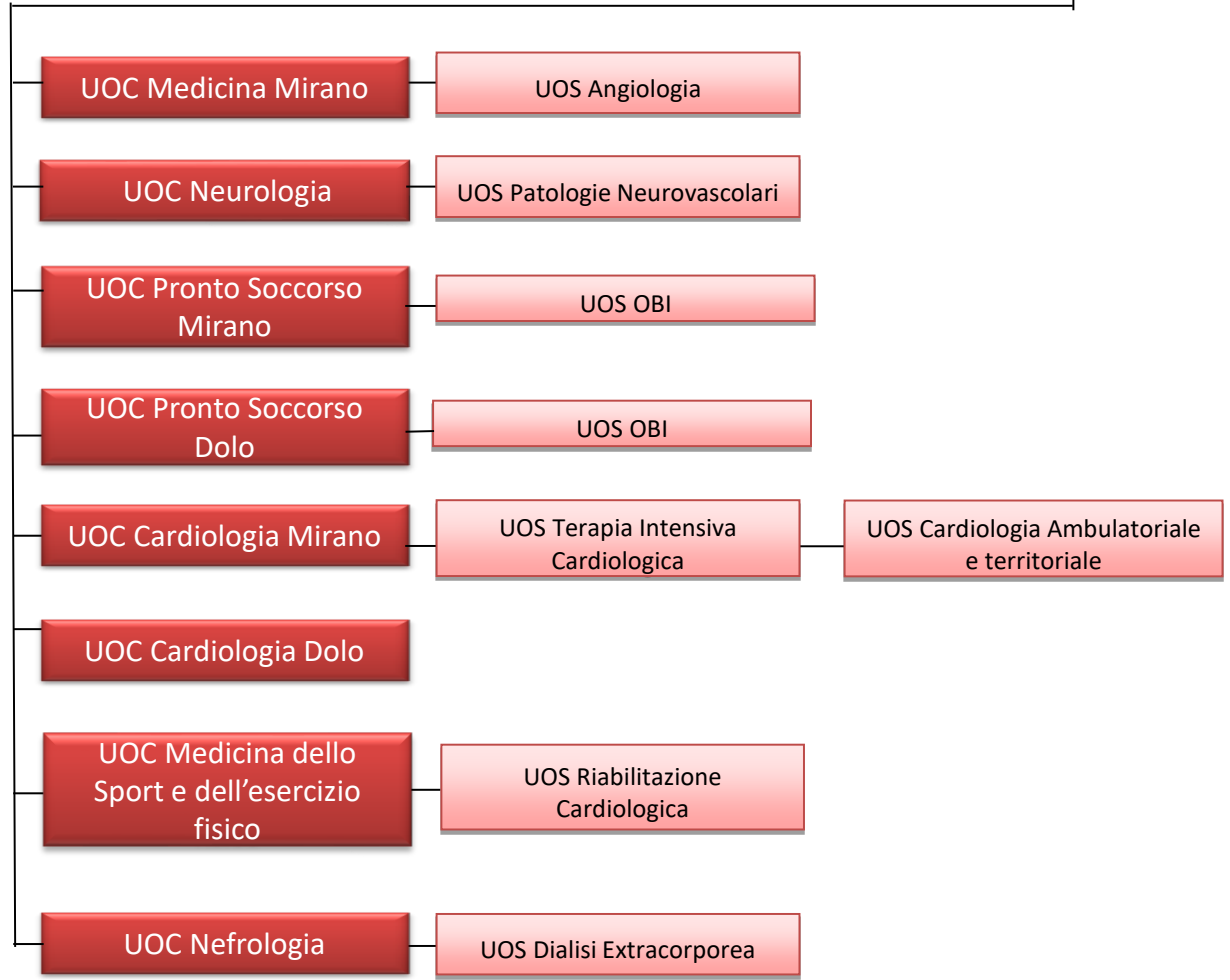 UOC Medicina Mirano
UOS Angiologia
UOC Neurologia
UOS Patologie Neurovascolari
UOC Pronto Soccorso
Mirano
UOS OBI
UOC Pronto Soccorso
Dolo
UOS OBI
UOC Cardiologia Mirano
UOS Terapia Intensiva
Cardiologica
UOS Cardiologia Ambulatoriale
e territoriale
UOC Cardiologia Dolo
UOC Medicina dello
Sport e dell’esercizio
fisico
UOS Riabilitazione
Cardiologica
UOC Nefrologia
UOS Dialisi Extracorporea